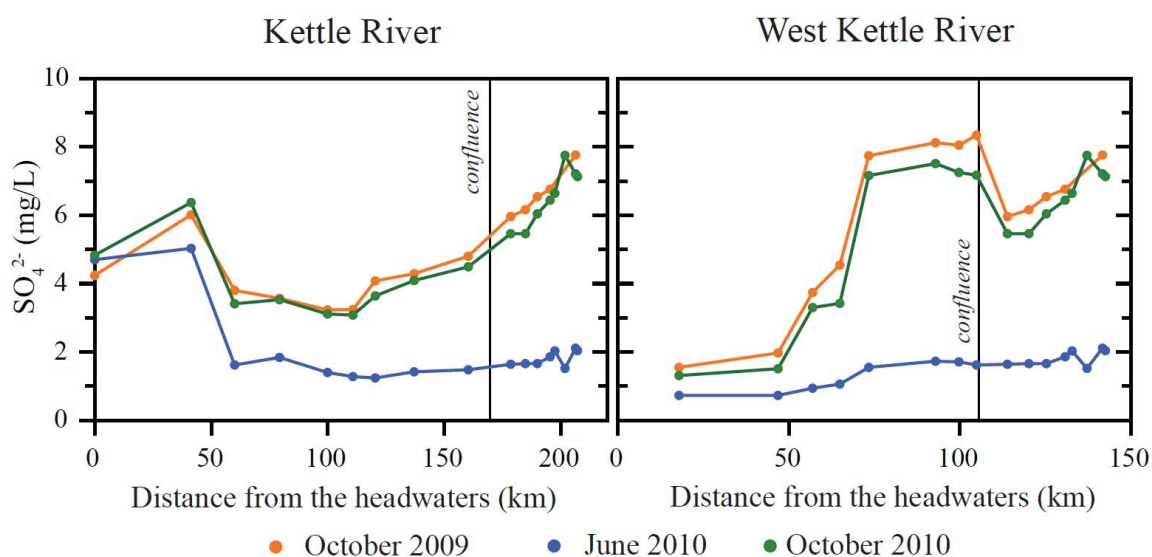 Kettle River
West Kettle River
10
8
6
4
2
0
SO₄²⁻ (mg/L)
confluence
confluence
0 50 100 150 200
0 50 100 150
Distance from the headwaters (km)
Distance from the headwaters (km)
October 2009
June 2010
October 2010